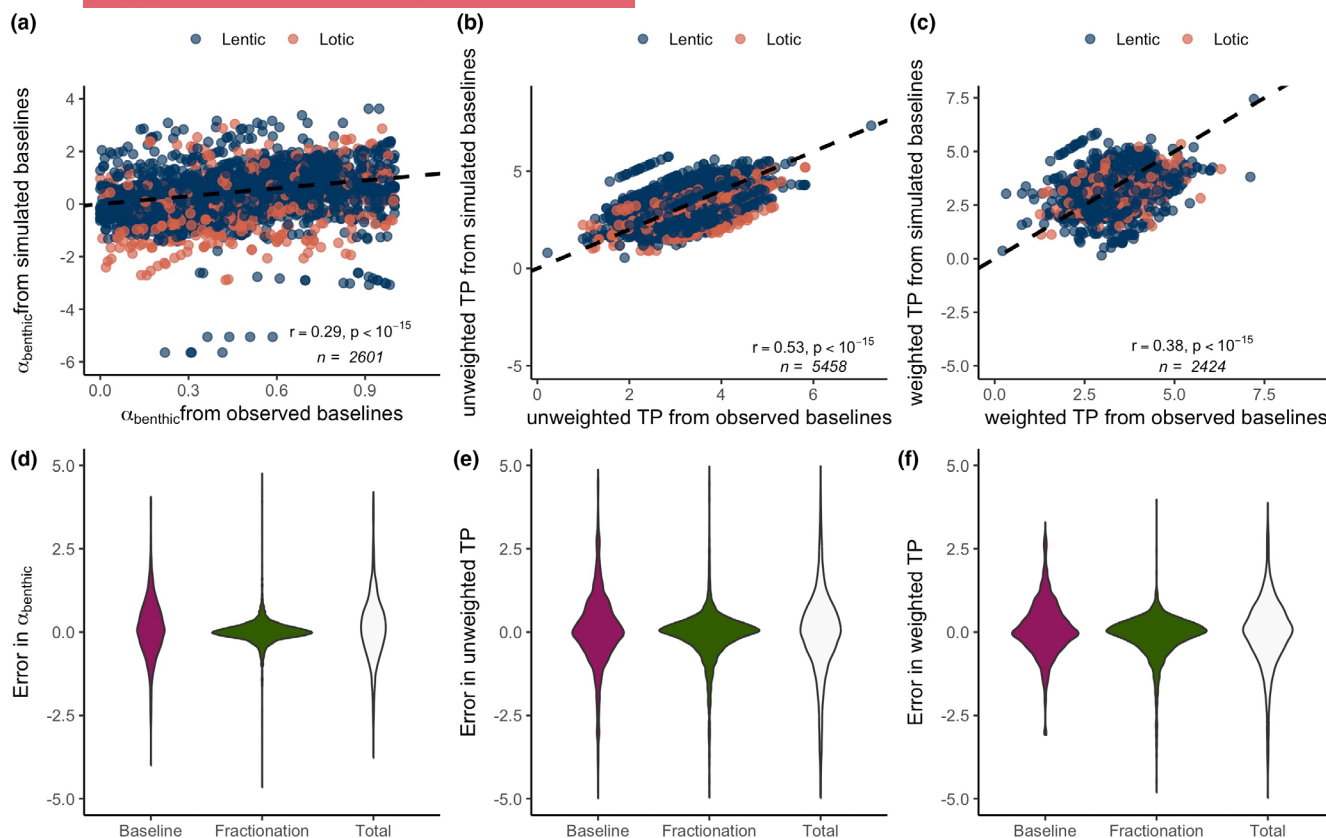 (a)
Lentic Lotic
αbenthic from simulated baselines
4
2
0
-2
-4
-6
r = 0.29, p < 10⁻¹⁵
n = 2601
0.0 0.3 0.6 0.9
αbenthic from observed baselines
(b)
Lentic Lotic
unweighted TP from simulated baselines
5
0
-5
r = 0.53, p < 10⁻¹⁵
n = 5458
0 2 4 6
unweighted TP from observed baselines
(c)
Lentic Lotic
weighted TP from simulated baselines
7.5
5.0
2.5
0.0
-2.5
-5.0
r = 0.38, p < 10⁻¹⁵
n = 2424
0.0 2.5 5.0 7.5
weighted TP from observed baselines
(d)
Error in αbenthic
5.0
2.5
0.0
-2.5
-5.0
Baseline Fractionation Total
(e)
Error in unweighted TP
5.0
2.5
0.0
-2.5
-5.0
Baseline Fractionation Total
(f)
Error in weighted TP
5.0
2.5
0.0
-2.5
-5.0
Baseline Fractionation Total